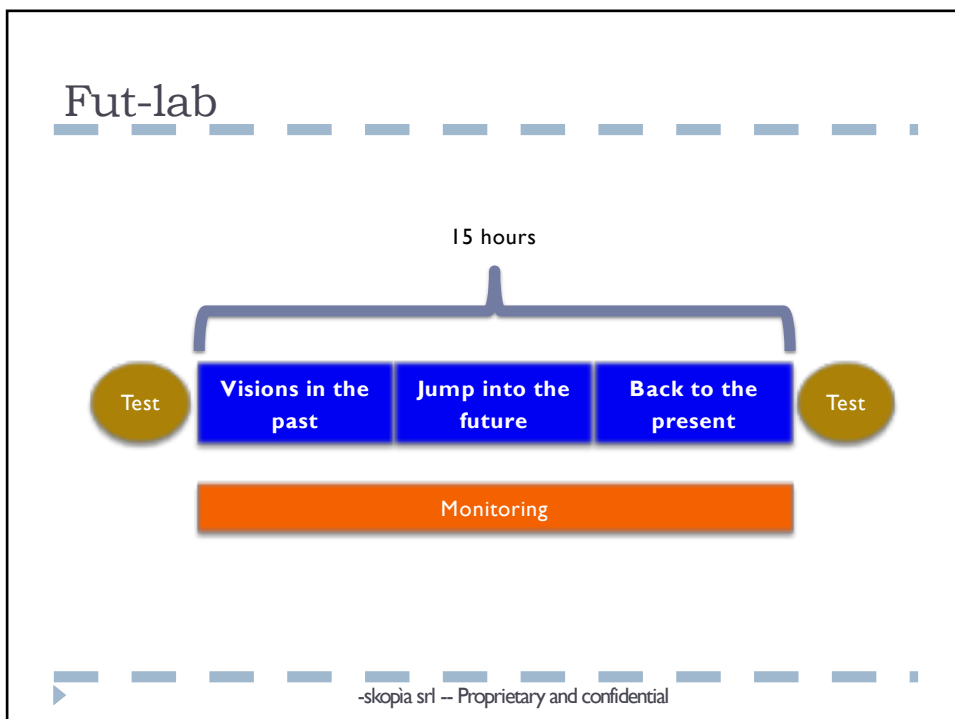 Fut-lab
15 hours
Test
Visions in the
past
Jump into the
future
Back to the
present
Test
Monitoring
-skopìa srl -- Proprietary and confidential